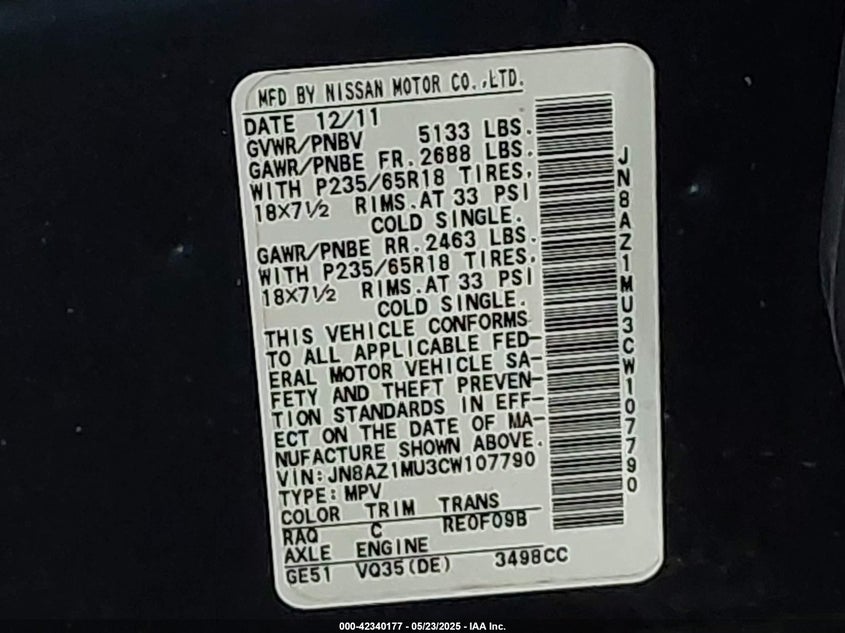 MFD BY NISSAN MOTOR CO.,LTD.
DATE 12/11
GVWR/PNBV 5133 LBS.
GAWR/PNBE FR. 2688 LBS.
WITH P235/65R18 TIRES,
18X7½ RIMS.AT 33 PSI
COLD SINGLE.
GAWR/PNBE RR. 2463 LBS.
WITH P235/65R18 TIRES,
18X7½ RIMS.AT 33 PSI
COLD SINGLE.
THIS VEHICLE CONFORMS
TO ALL APPLICABLE FED-
ERAL MOTOR VEHICLE SA-
FETY AND THEFT PREVEN-
TION STANDARDS IN EFF-
ECT ON THE DATE OF MA-
NUFACTURE SHOWN ABOVE.
VIN:JN8AZ1MU3CW107790
TYPE:MPV
COLOR TRIM TRANS
RAQ C RE0F09B
AXLE ENGINE
GE51 VQ35(DE) 3498CC
JN8AZ1MU3CW107790
000-42340177 - 05/23/2025 - IAA Inc.